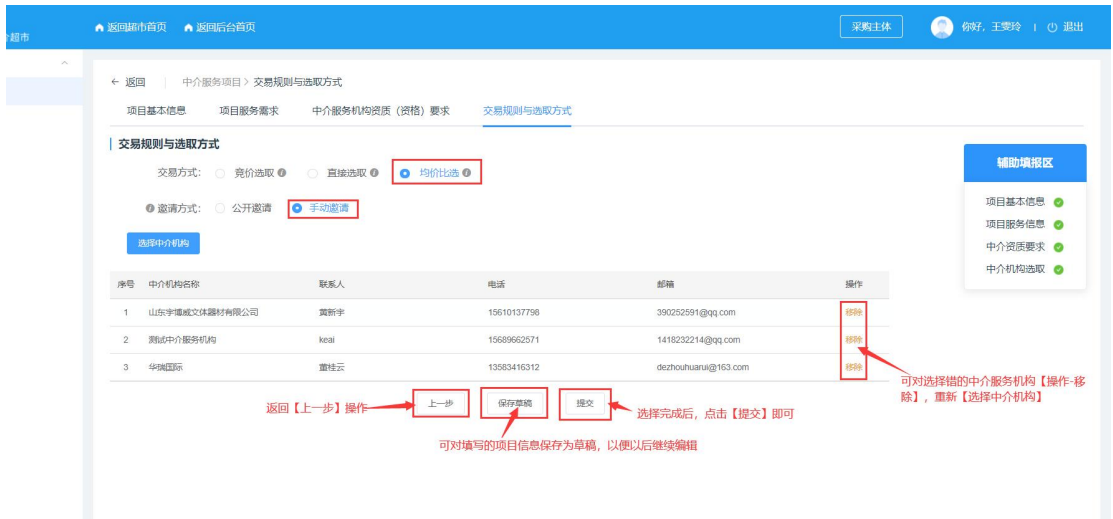 返回超市首页 返回后台首页 采购主体 你好，王雯玲 | 退出
介超市
← 返回 中介服务项目 > 交易规则与选取方式
项目基本信息 项目服务需求 中介服务机构资质（资格）要求 交易规则与选取方式
交易规则与选取方式
交易方式： 竞价选取 直接选取 均价比选
邀请方式： 公开邀请 手动邀请
选择中介机构
序号 中介机构名称 联系人 电话 邮箱 操作
1 山东宇博威文体器材有限公司 黄新宇 15610137798 390252591@qq.com 移除
2 测试中介服务机构 keai 15689662571 1418232214@qq.com 移除
3 华瑞国际 董桂云 13583416312 dezhouhuarui@163.com 移除
辅助填报区
项目基本信息
项目服务信息
中介资质要求
中介机构选取
可对选择错的中介服务机构【操作-移
除】，重新【选择中介机构】
返回【上一步】操作 上一步 保存草稿 提交 选择完成后，点击【提交】即可
可对填写的项目信息保存为草稿，以便以后继续编辑